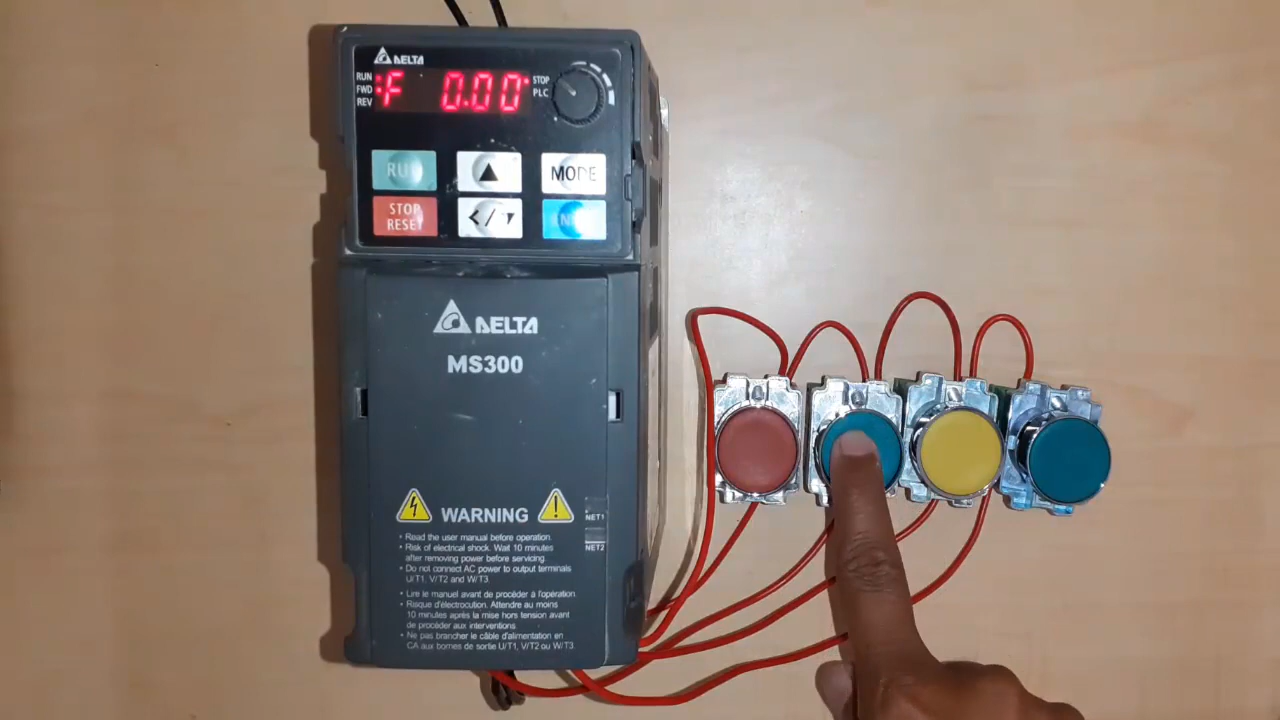 DELTA
RUN
FWD
REV
F 0.00
STOP
PLC
RUN
▲
MODE
STOP
RESET
</▼
DELTA
MS300
WARNING
NET1
NET2
• Read the user manual before operation.
• Risk of electrical shock. Wait 10 minutes
after removing power before servicing.
• Do not connect AC power to output terminals
U/T1, V/T2 and W/T3.
• Lire le manuel avant de procéder à l'opération.
• Risque d'électrocution. Attendre au moins
10 minutes après la mise hors tension avant
de procéder aux interventions
• Ne pas brancher le câble d'alimentation en
CA aux bornes de sortie U/T1, V/T2 ou W/T3.